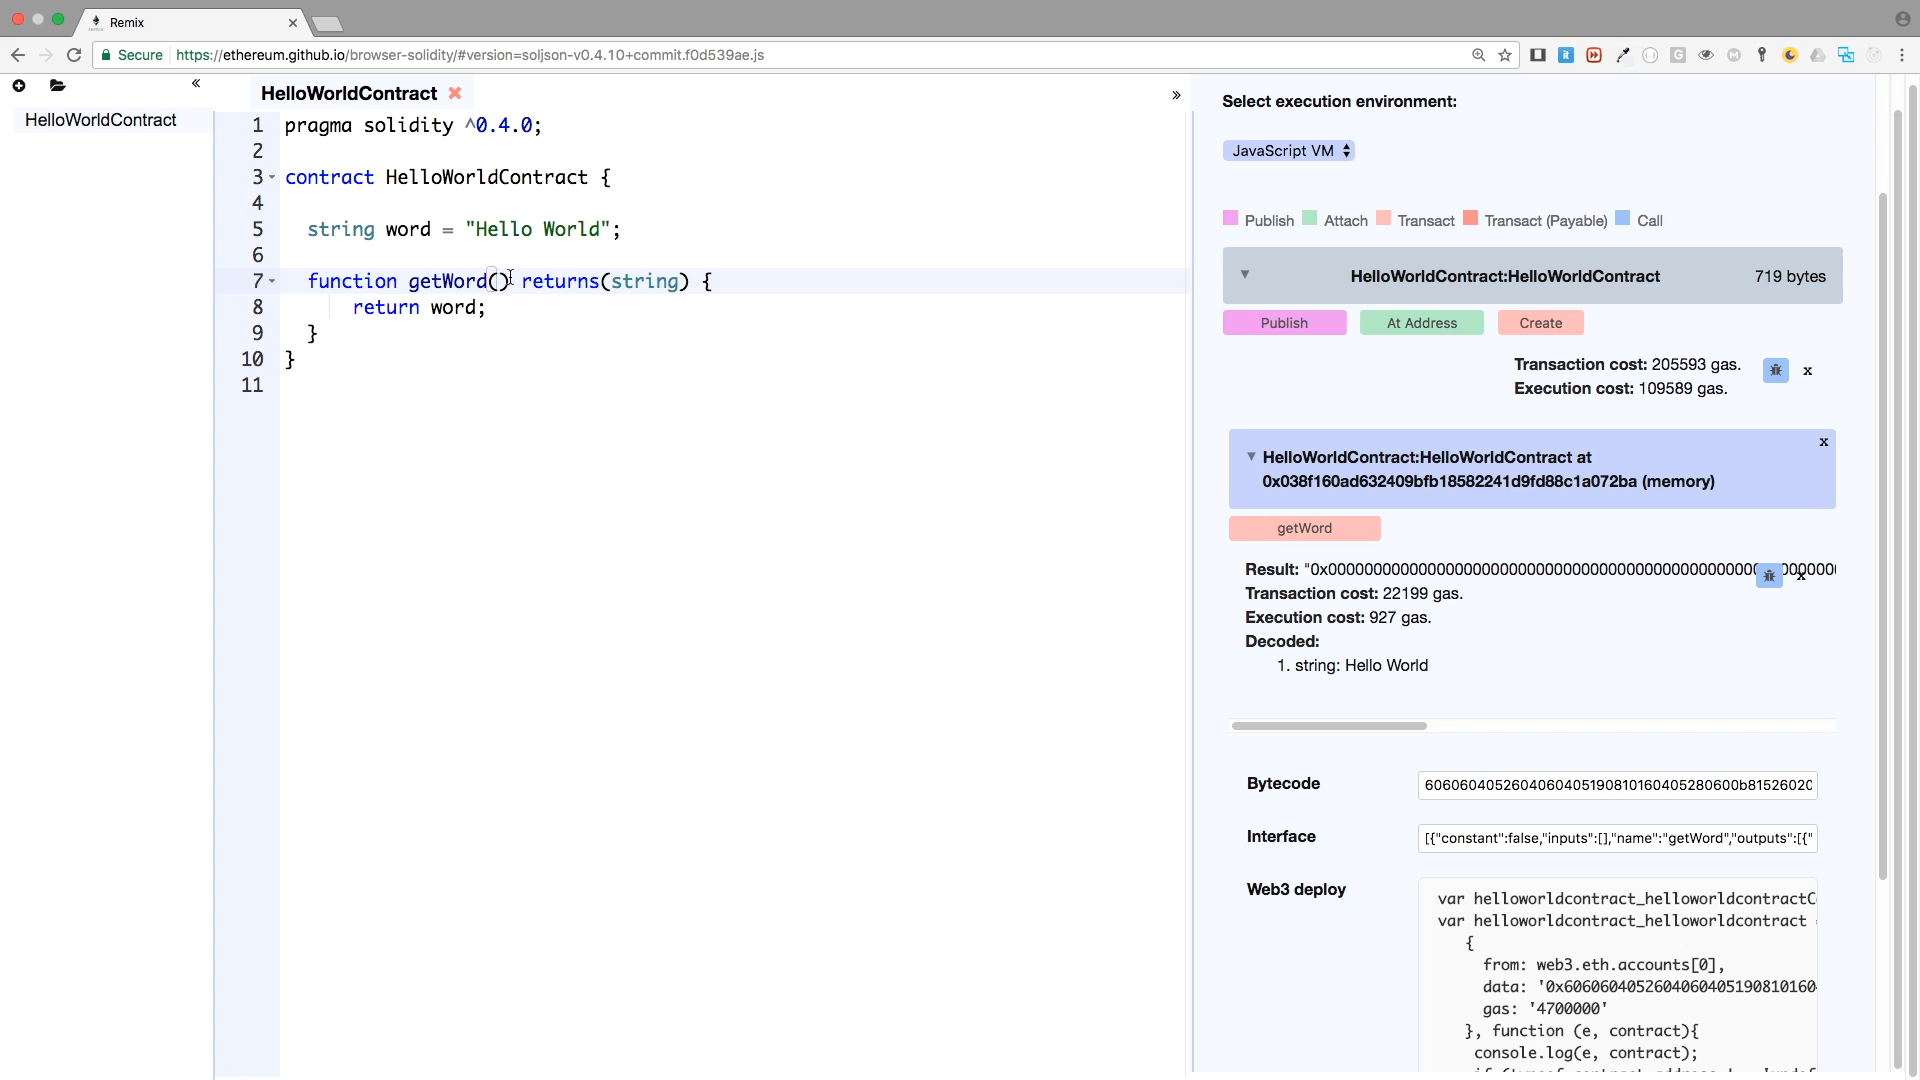 Remix
Secure https://ethereum.github.io/browser-solidity/#version=soljson-v0.4.10+commit.f0d539ae.js
«
HelloWorldContract
HelloWorldContract
»
1 pragma solidity ^0.4.0;
2
3 contract HelloWorldContract {
4
5 string word = "Hello World";
6
7 function getWord() returns(string) {
8 return word;
9 }
10 }
11
Select execution environment:
JavaScript VM
Publish Attach Transact Transact (Payable) Call
HelloWorldContract:HelloWorldContract 719 bytes
Publish At Address Create
Transaction cost: 205593 gas.
Execution cost: 109589 gas.
x
x
HelloWorldContract:HelloWorldContract at
0x038f160ad632409bfb18582241d9fd88c1a072ba (memory)
getWord
Result:
Transaction cost: 22199 gas.
Execution cost: 927 gas.
Decoded:
1. string: Hello World
Bytecode 6060604052604060405190810160405280600b81526020
Interface [{"constant":false,"inputs":[],"name":"getWord","outputs":[{"
Web3 deploy
var helloworldcontract_helloworldcontractC
var helloworldcontract_helloworldcontract
{
from: web3.eth.accounts[0],
data: '0x6060604052604060405190810160
gas: '4700000'
}, function (e, contract){
console.log(e, contract);